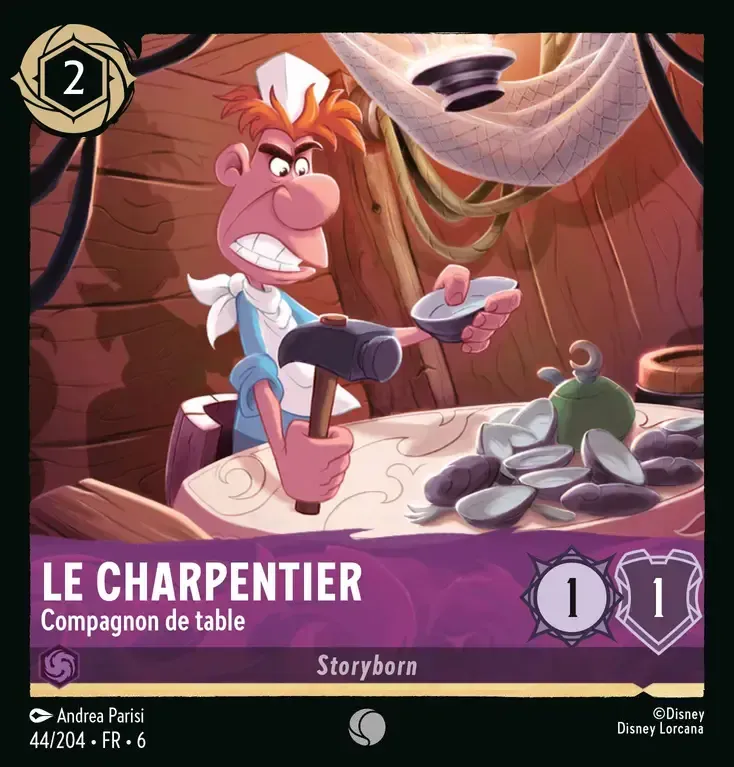 2
LE CHARPENTIER
Compagnon de table
1
1
Storyborn
Andrea Parisi
©Disney
44/204 • FR • 6
Disney Lorcana